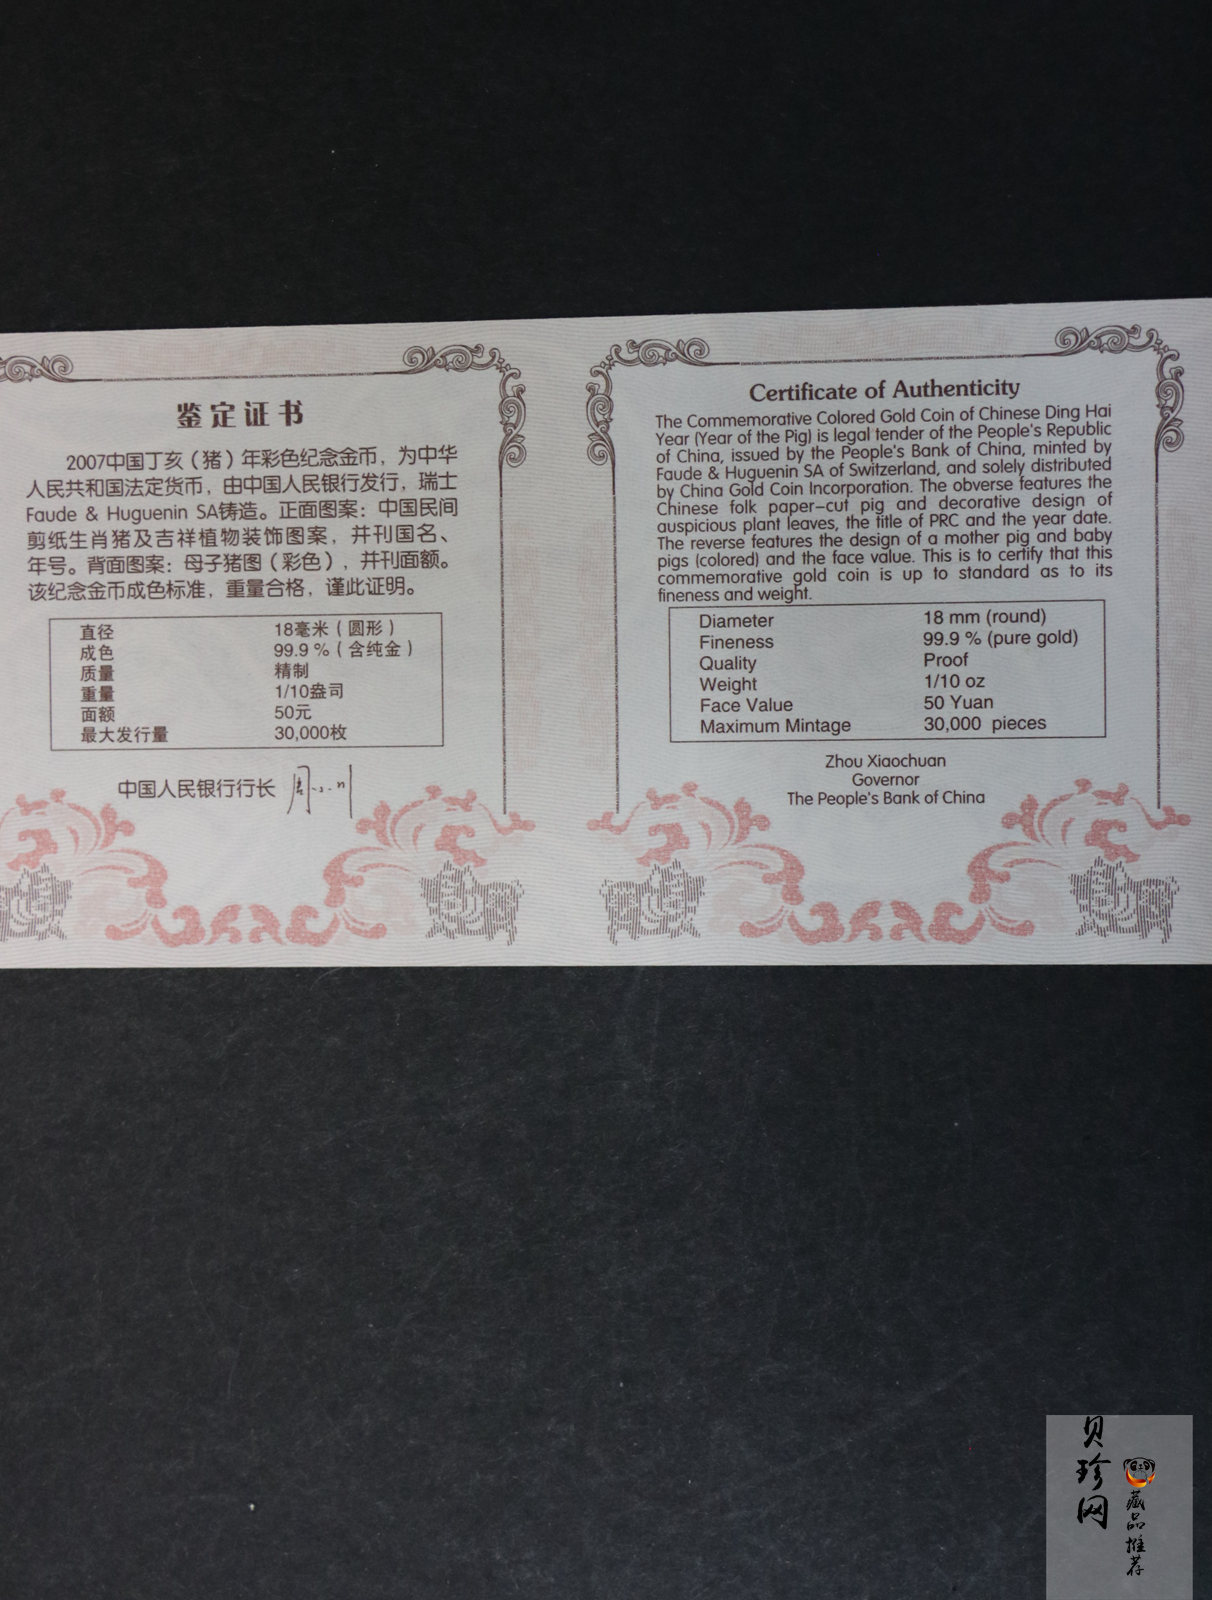 鉴定证书
2007中国丁亥（猪）年彩色纪念金币，为中华
人民共和国法定货币，由中国人民银行发行，瑞士
Faude & Huguenin SA铸造。正面图案：中国民间
剪纸生肖猪及吉祥植物装饰图案，并刊国名、
年号。背面图案：母子猪图（彩色），并刊面额。
该纪念金币成色标准，重量合格，谨此证明。
直径 18毫米（圆形）
成色 99.9 %（含纯金）
质量 精制
重量 1/10盎司
面额 50元
最大发行量 30,000枚
中国人民银行行长 周小川
Certificate of Authenticity
The Commemorative Colored Gold Coin of Chinese Ding Hai
Year (Year of the Pig) is legal tender of the People's Republic
of China, issued by the People's Bank of China, minted by
Faude & Huguenin SA of Switzerland, and solely distributed
by China Gold Coin Incorporation. The obverse features the
Chinese folk paper-cut pig and decorative design of
auspicious plant leaves, the title of PRC and the year date.
The reverse features the design of a mother pig and baby
pigs (colored) and the face value. This is to certify that this
commemorative gold coin is up to standard as to its
fineness and weight.
Diameter 18 mm (round)
Fineness 99.9 % (pure gold)
Quality Proof
Weight 1/10 oz
Face Value 50 Yuan
Maximum Mintage 30,000 pieces
Zhou Xiaochuan
Governor
The People's Bank of China
贝珍网
藏品推荐